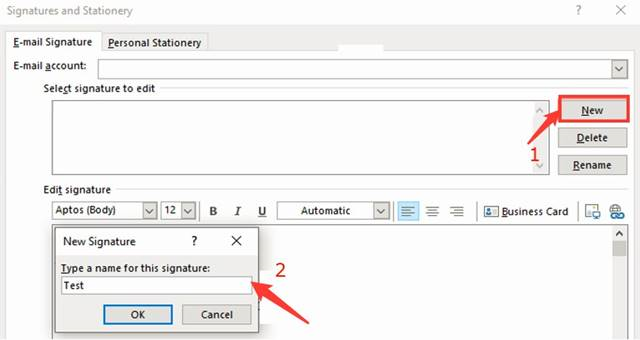 Signatures and Stationery ? ×
E-mail Signature Personal Stationery
E-mail account:
Select signature to edit
New
1
Delete
Rename
Edit signature
Aptos (Body) 12 B I U Automatic Business Card
New Signature ? ×
Type a name for this signature:
2
Test
OK Cancel